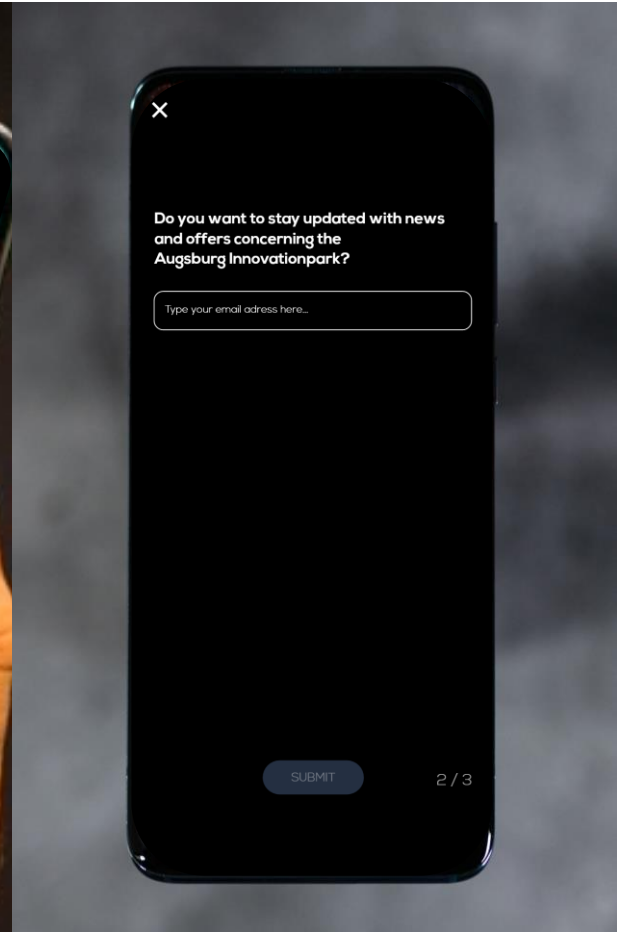 Do you want to stay updated with news
and offers concerning the
Augsburg Innovationpark?
Type your email adress here...
SUBMIT
2 / 3